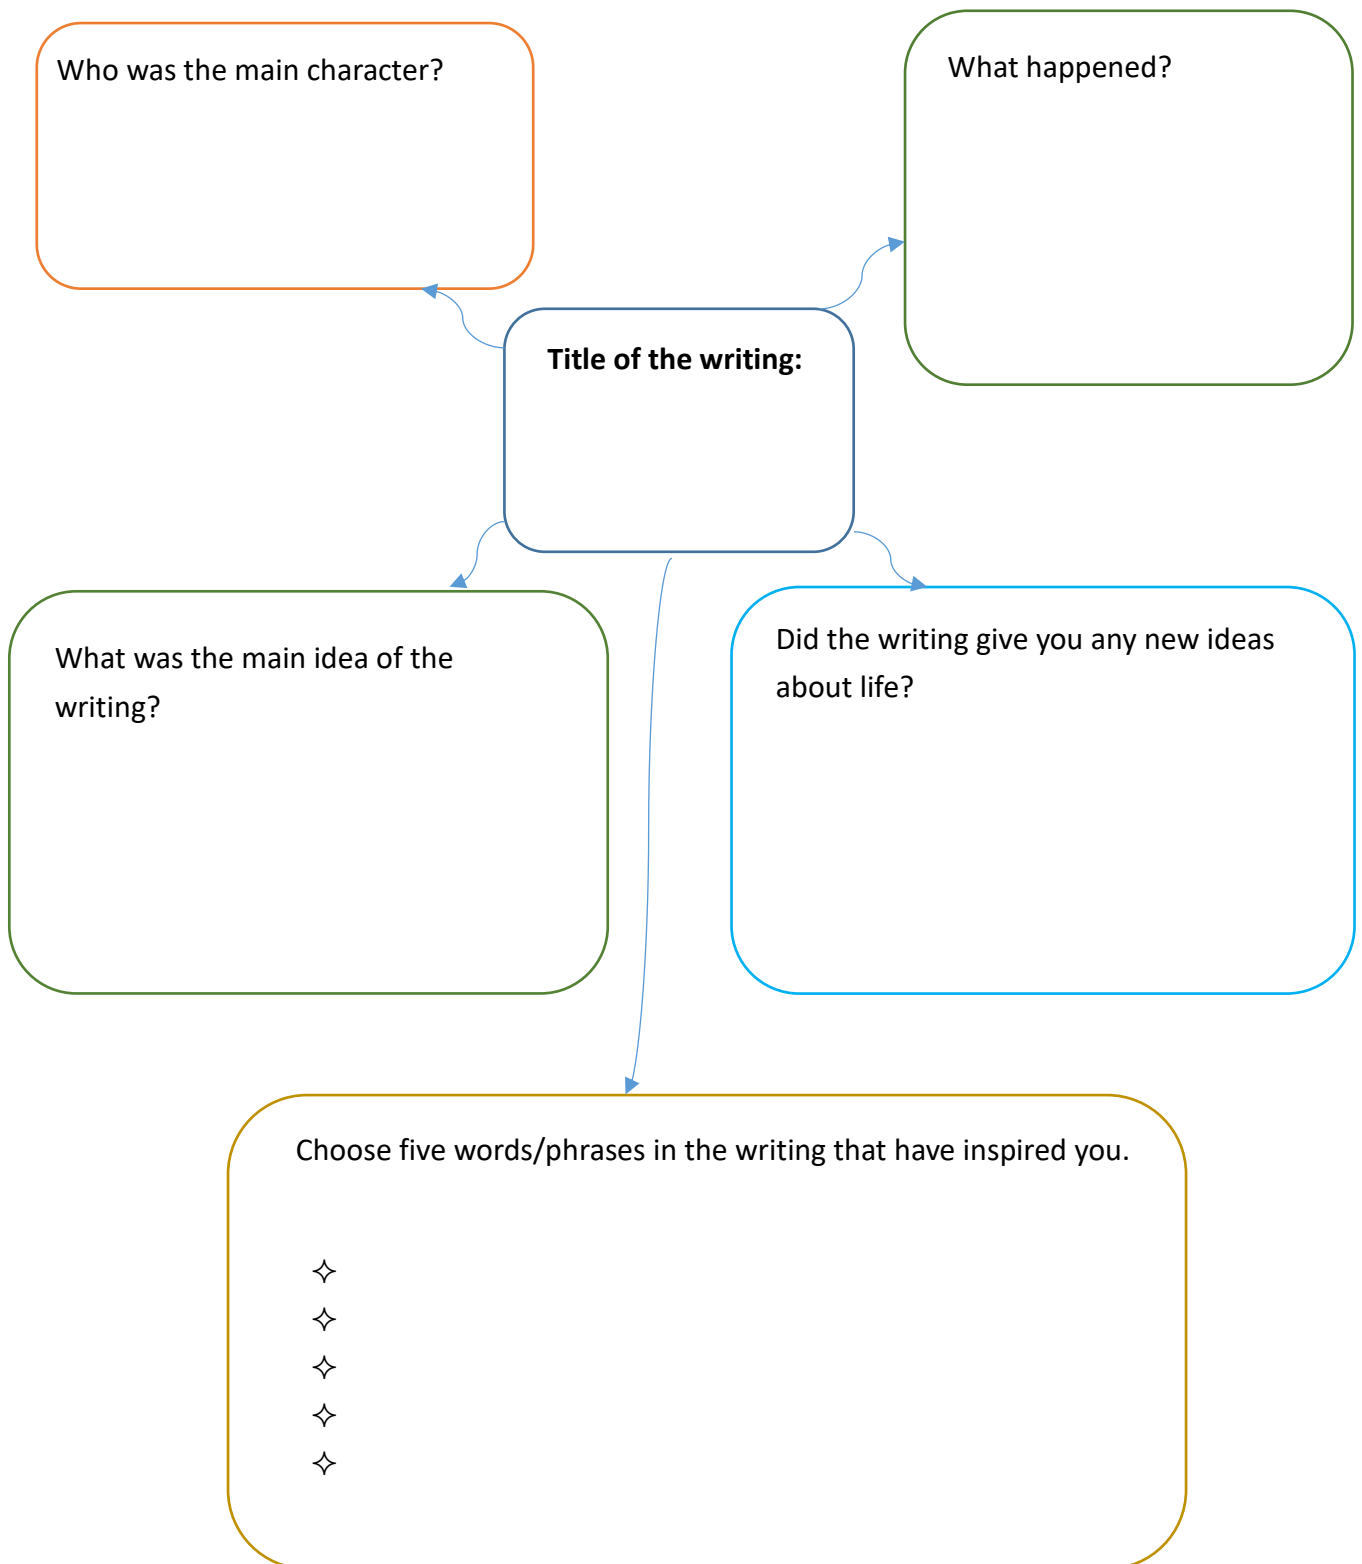 Who was the main character?
What happened?
Title of the writing:
What was the main idea of the
writing?
Did the writing give you any new ideas
about life?
Choose five words/phrases in the writing that have inspired you.
✧
✧
✧
✧
✧